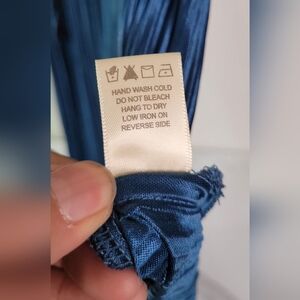 HAND WASH COLD
DO NOT BLEACH
HANG TO DRY
LOW IRON ON
REVERSE SIDE